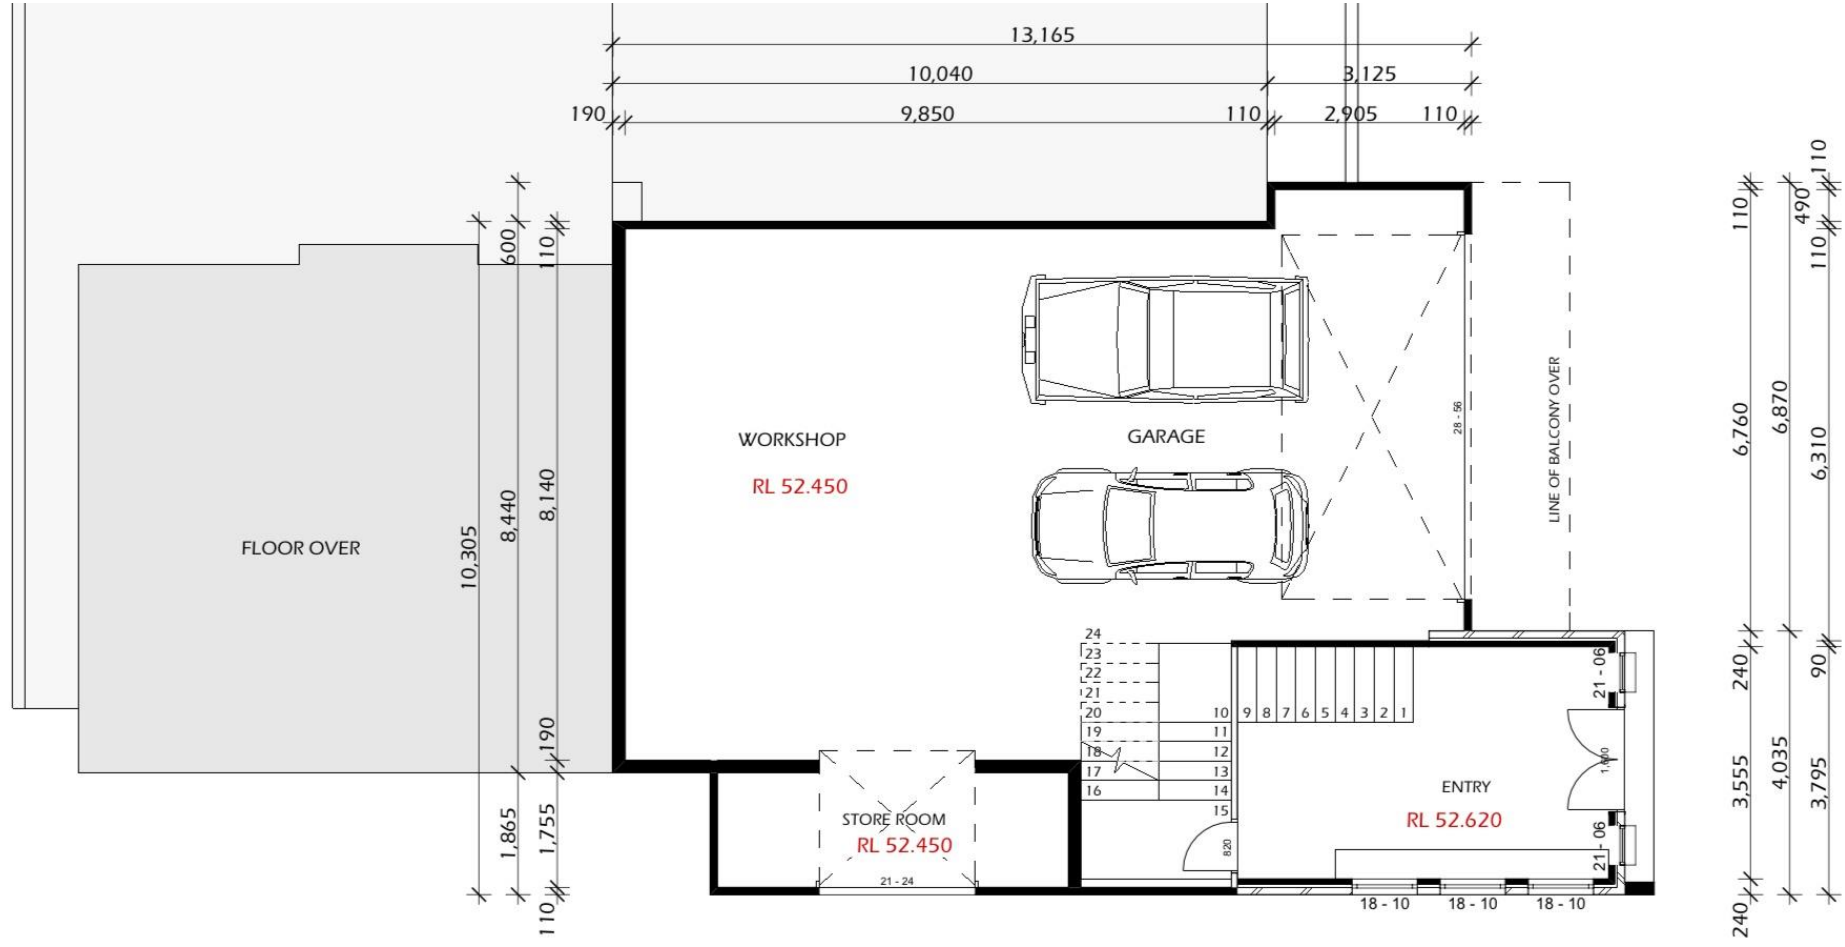 13,165
10,040
3,125
190
9,850
110
2,905
110
110
600
110
110
490
110
10,305
8,440
8,140
190
6,760
6,870
6,310
WORKSHOP
RL 52.450
GARAGE
28 - 56
LINE OF BALCONY OVER
FLOOR OVER
24
23
22
21
20
19
18
17
16
10
11
12
13
14
15
9 8 7 6 5 4 3 2 1
21 - 06
1,600
ENTRY
RL 52.620
21 - 06
820
STORE ROOM
RL 52.450
21 - 24
18 - 10
18 - 10
18 - 10
1,865
1,755
110
240
90
3,555
4,035
3,795
240